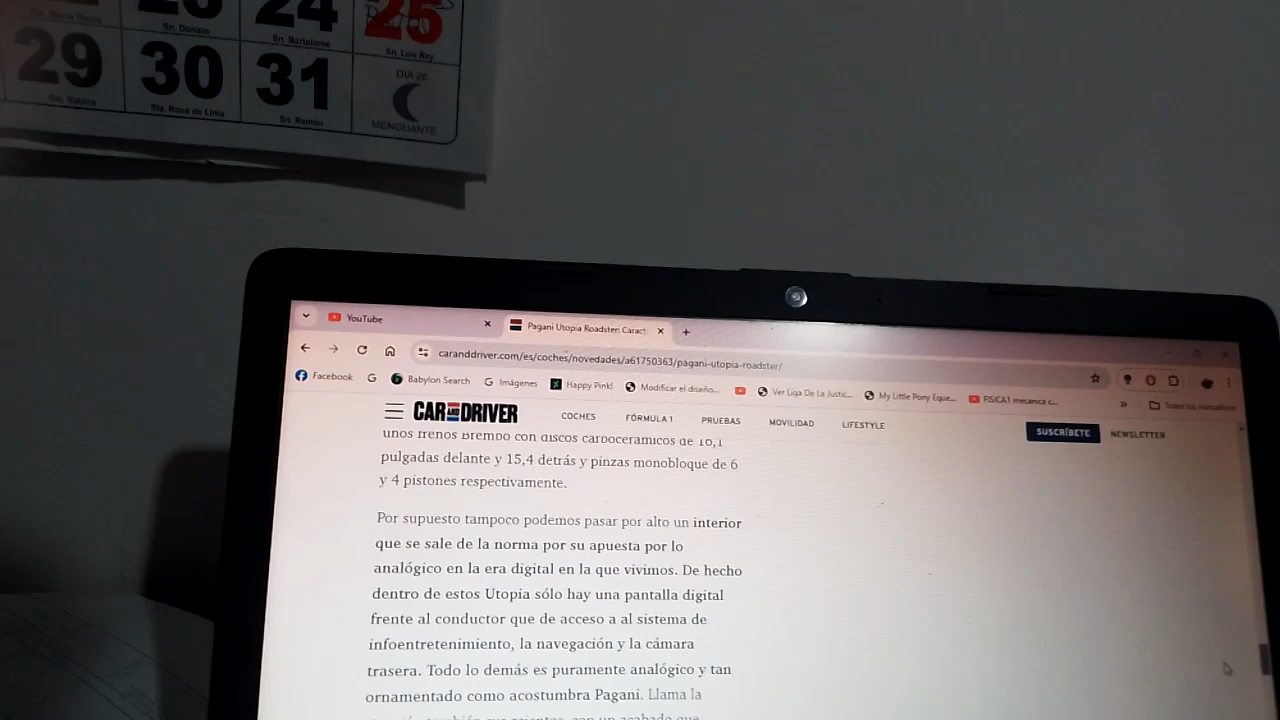 24
25
Sn. Donato
Sn. Bartolomé
Sn. Luis Rey
29
30
31
DIA 26
Sta. Sabina
Sta. Rosa de Lima
Sn. Ramón
MENGUANTE
YouTube
Pagani Utopia Roadster: Caract
caranddriver.com/es/coches/novedades/a61750363/pagani-utopia-roadster/
Facebook
Babylon Search
Imágenes
Happy Pink!
Modificar el diseño...
Ver Liga De La Justic...
My Little Pony Eque...
FISICA1 mecanica c...
Todos los marcadores
CAR AND DRIVER
COCHES
FÓRMULA 1
PRUEBAS
MOVILIDAD
LIFESTYLE
SUSCRÍBETE
NEWSLETTER
unos frenos Brembo con discos carbocerámicos de 16,1
pulgadas delante y 15,4 detrás y pinzas monobloque de 6
y 4 pistones respectivamente.
Por supuesto tampoco podemos pasar por alto un interior
que se sale de la norma por su apuesta por lo
analógico en la era digital en la que vivimos. De hecho
dentro de estos Utopia sólo hay una pantalla digital
frente al conductor que de acceso a al sistema de
infoentretenimiento, la navegación y la cámara
trasera. Todo lo demás es puramente analógico y tan
ornamentado como acostumbra Pagani. Llama la